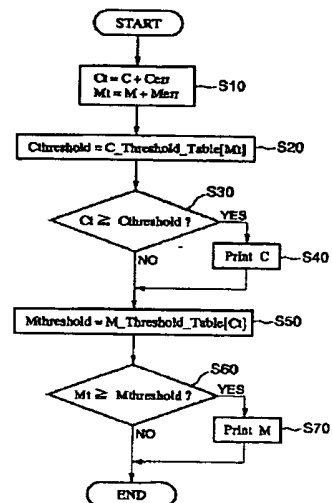 START
Ct = C + Cerr
Mt = M + Merr
S10
Cthreshold = C_Threshold_Table[Mt]
S20
S30
Ct ≧ Cthreshold ?
YES
NO
Print C
S40
Mthreshold = M_Threshold_Table[Ct]
S50
S60
Mt ≧ Mthreshold ?
YES
NO
Print M
S70
END